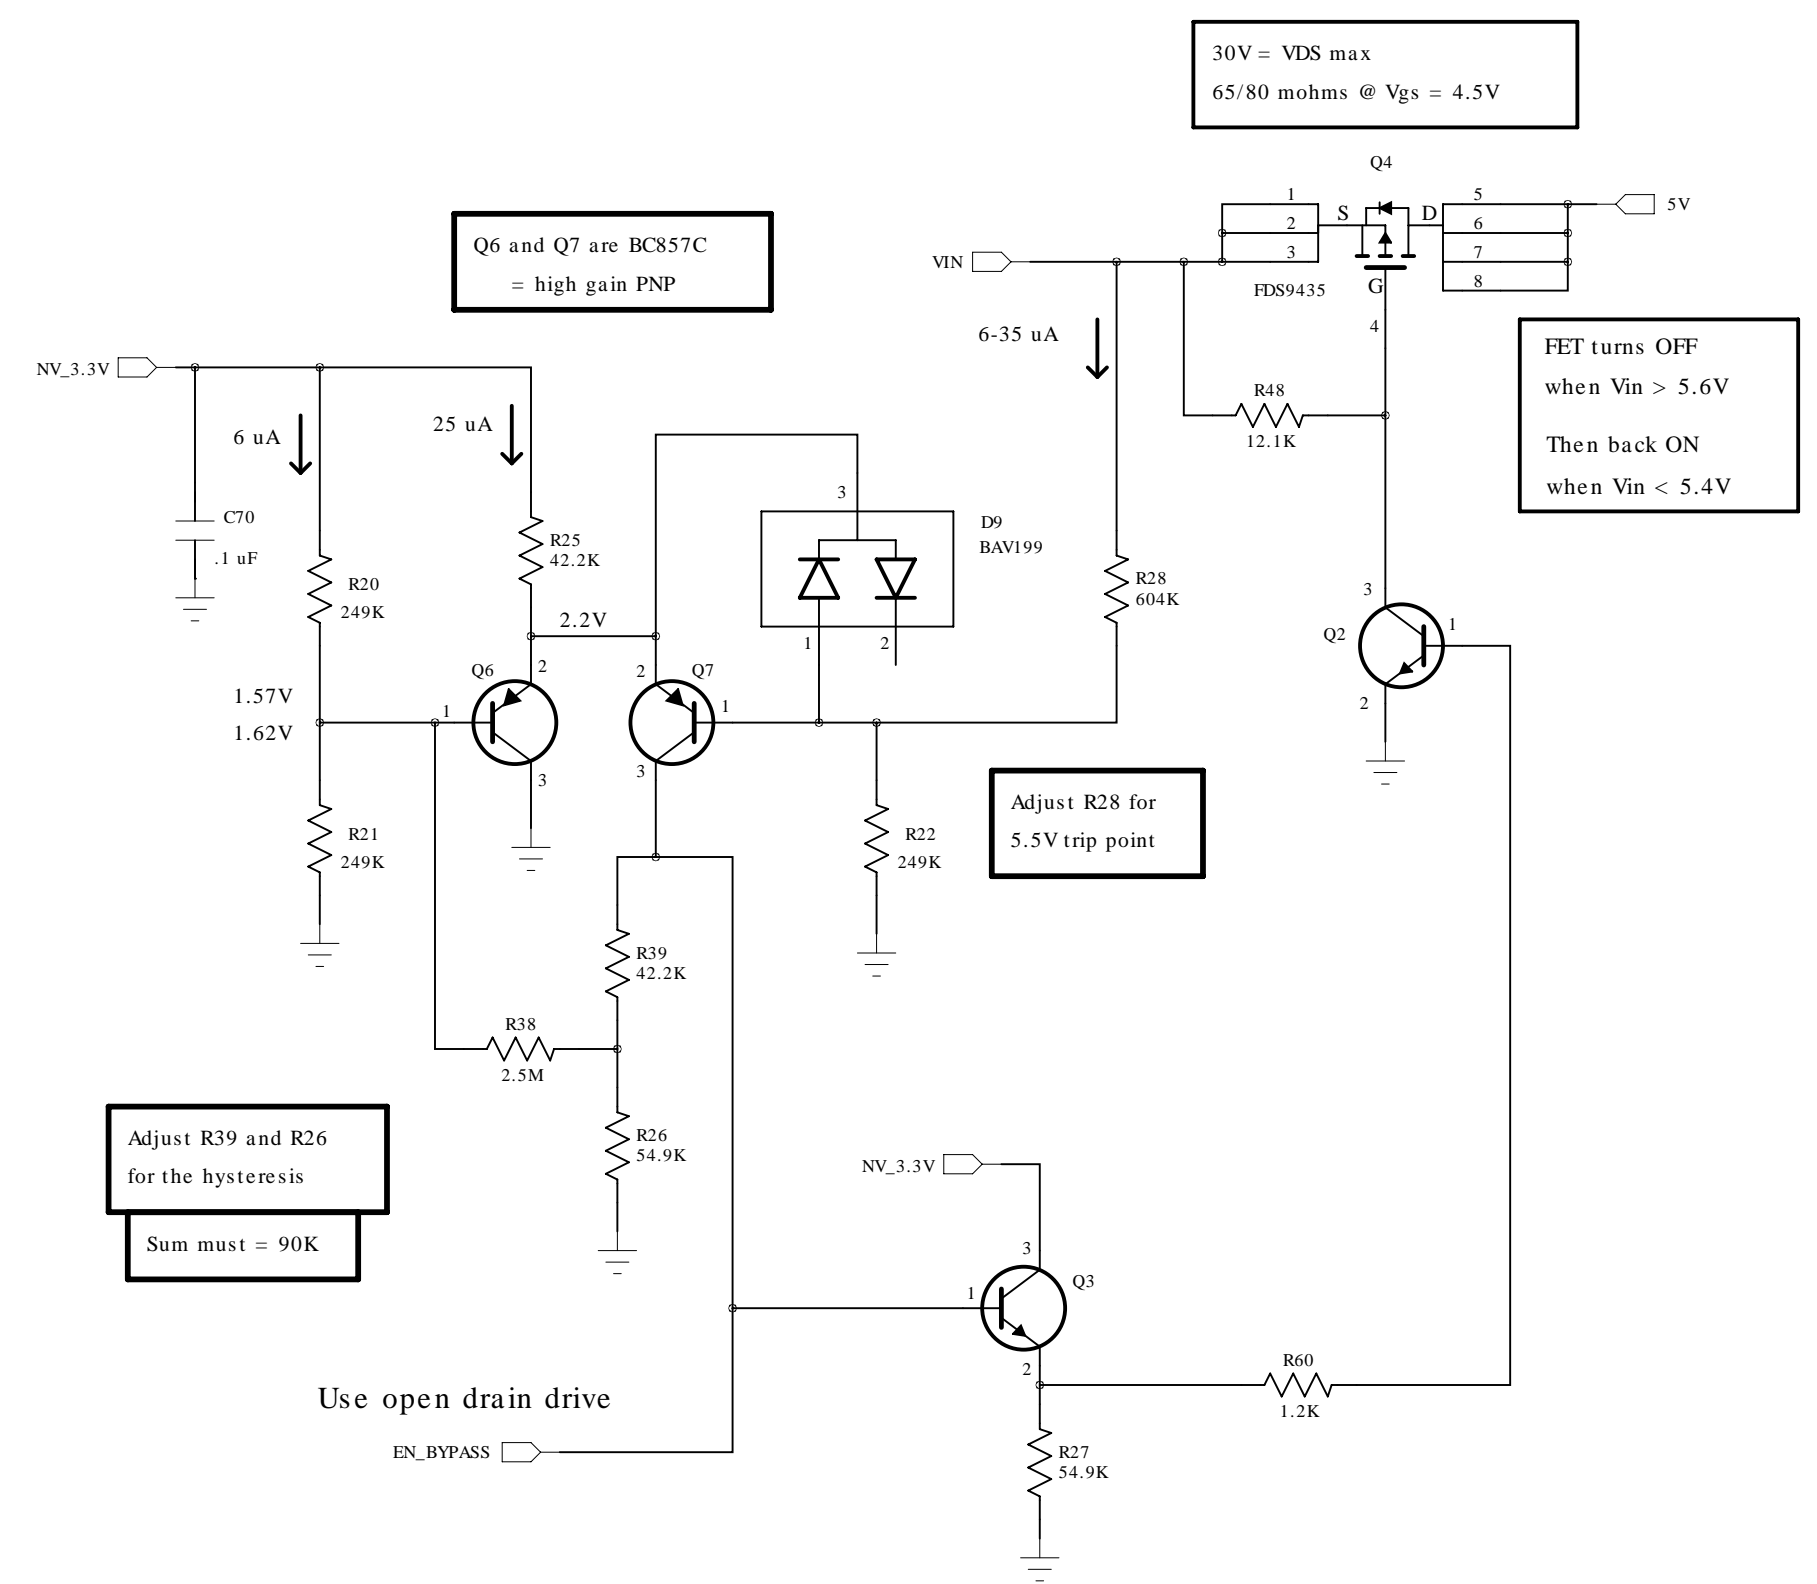 30V = VDS max
65/80 mohms @ Vgs = 4.5V
Q4
1
2
3
S
D
5
6
7
8
5V
Q6 and Q7 are BC857C
= high gain PNP
VIN
FDS9435
G
4
6-35 uA
FET turns OFF
when Vin > 5.6V
Then back ON
when Vin < 5.4V
NV_3.3V
6 uA
25 uA
R48
12.1K
C70
.1 uF
R20
249K
R25
42.2K
3
D9
BAV199
1
2
R28
604K
2.2V
3
Q2
1
2
Q6
2
1
3
2
Q7
1
3
1.57V
1.62V
R21
249K
R22
249K
Adjust R28 for
5.5V trip point
R39
42.2K
R38
2.5M
R26
54.9K
Adjust R39 and R26
for the hysteresis
Sum must = 90K
NV_3.3V
3
Q3
1
2
R60
1.2K
Use open drain drive
EN_BYPASS
R27
54.9K